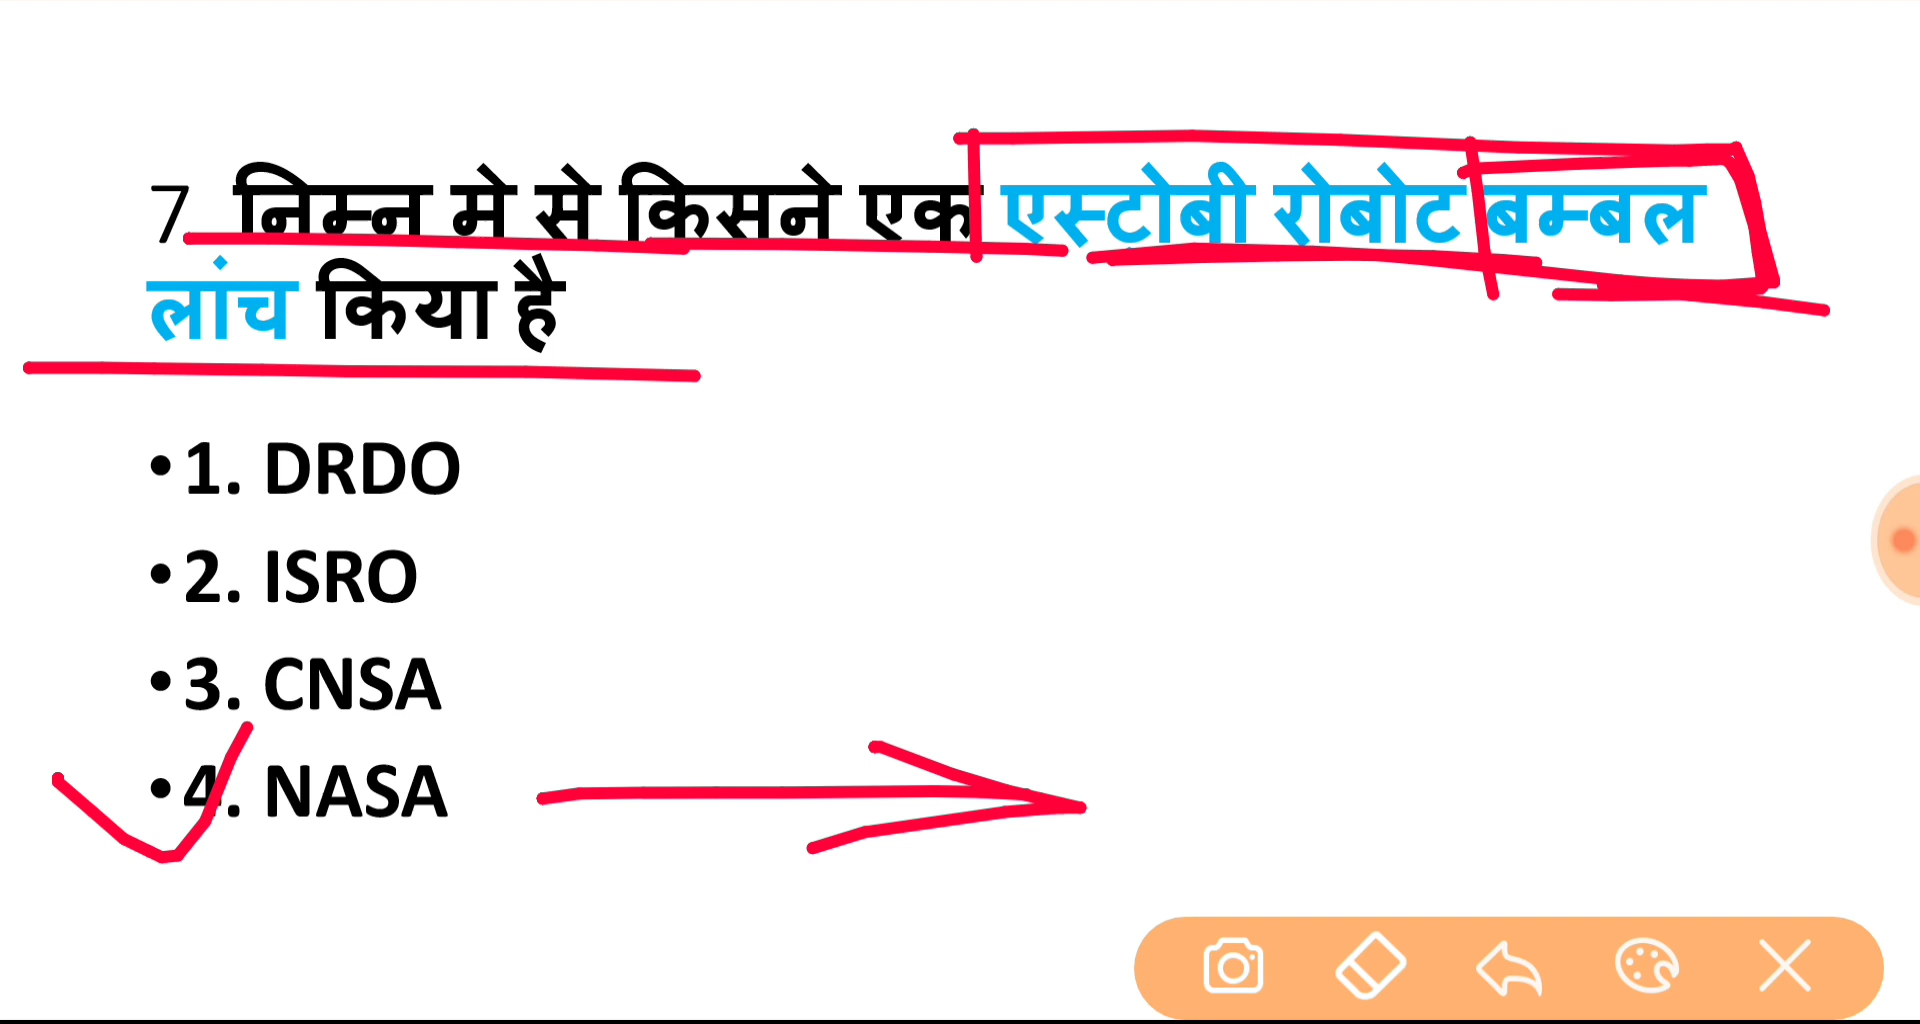 7 निम्न मे से किसने एक एस्टोबी रोबोट बम्बल
लांच किया है
•1. DRDO
•2. ISRO
•3. CNSA
•4. NASA